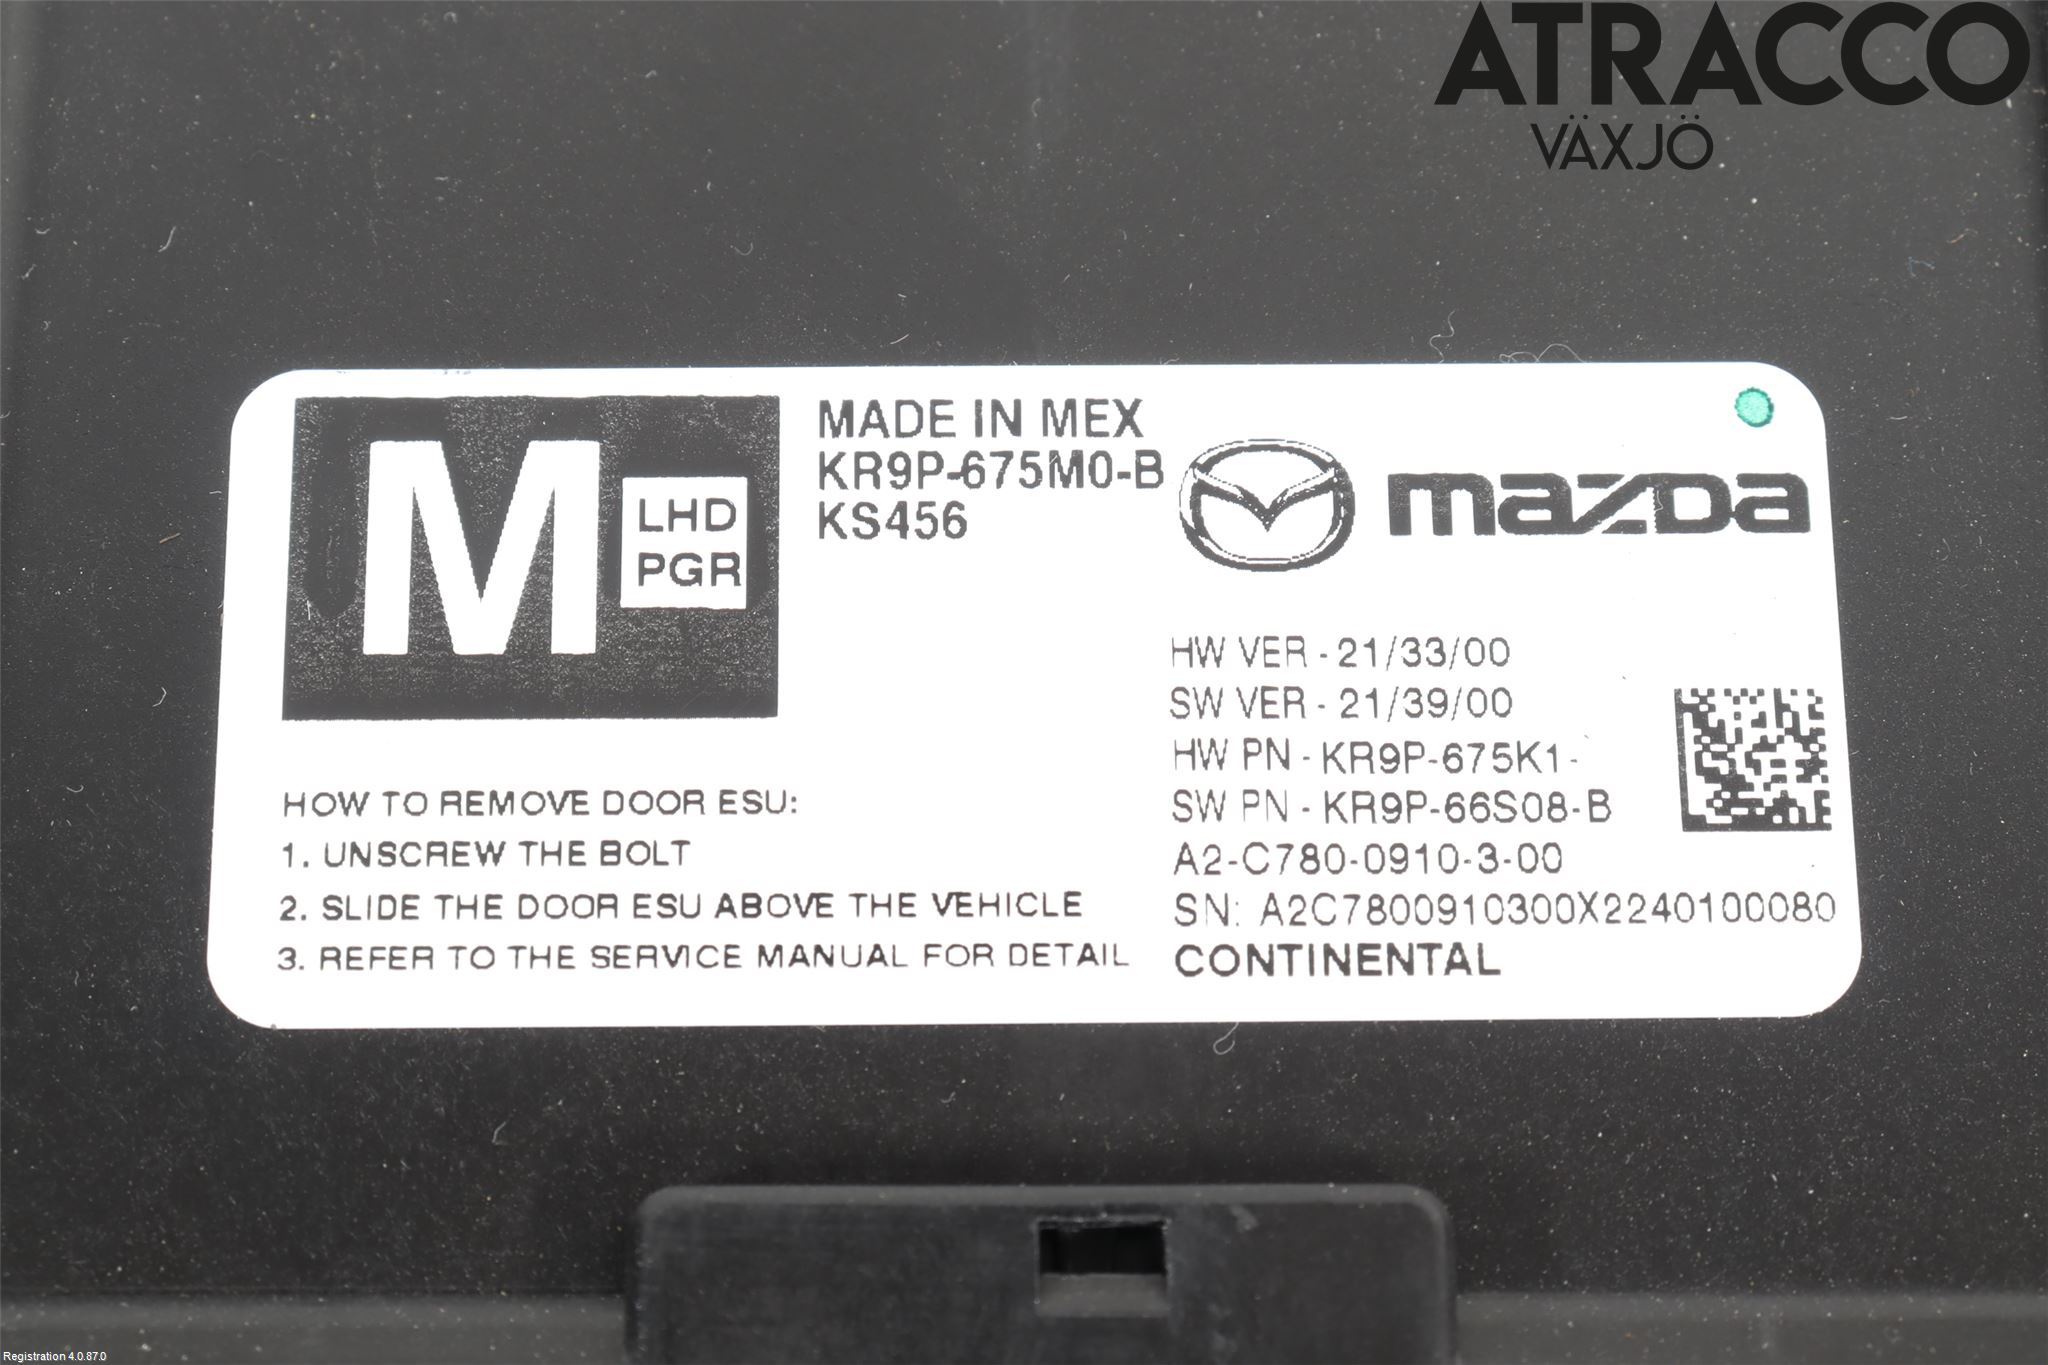 ATRACCO
VÄXJÖ
M
LHD
PGR
MADE IN MEX
KR9P-675M0-B
KS456
mazda
HW VER - 21/33/00
SW VER - 21/39/00
HW PN - KR9P-675K1-
SW PN - KR9P-66S08-B
A2-C780-0910-3-00
SN: A2C7800910300X2240100080
CONTINENTAL
HOW TO REMOVE DOOR ESU:
1. UNSCREW THE BOLT
2. SLIDE THE DOOR ESU ABOVE THE VEHICLE
3. REFER TO THE SERVICE MANUAL FOR DETAIL
Registration 4.0.87.0